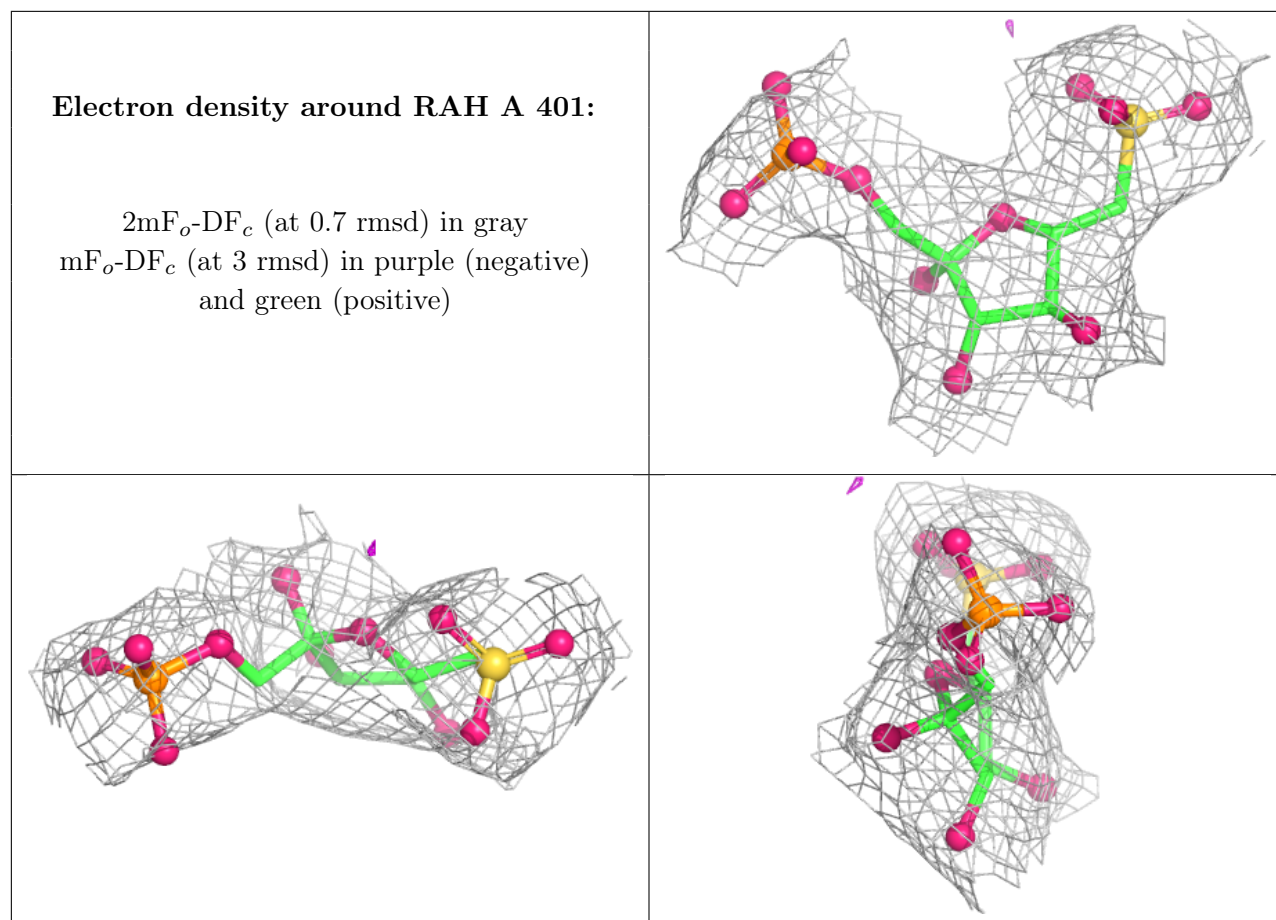 Electron density around RAH A 401:
2mFₒ-DF𝒸 (at 0.7 rmsd) in gray
mFₒ-DF𝒸 (at 3 rmsd) in purple (negative)
and green (positive)